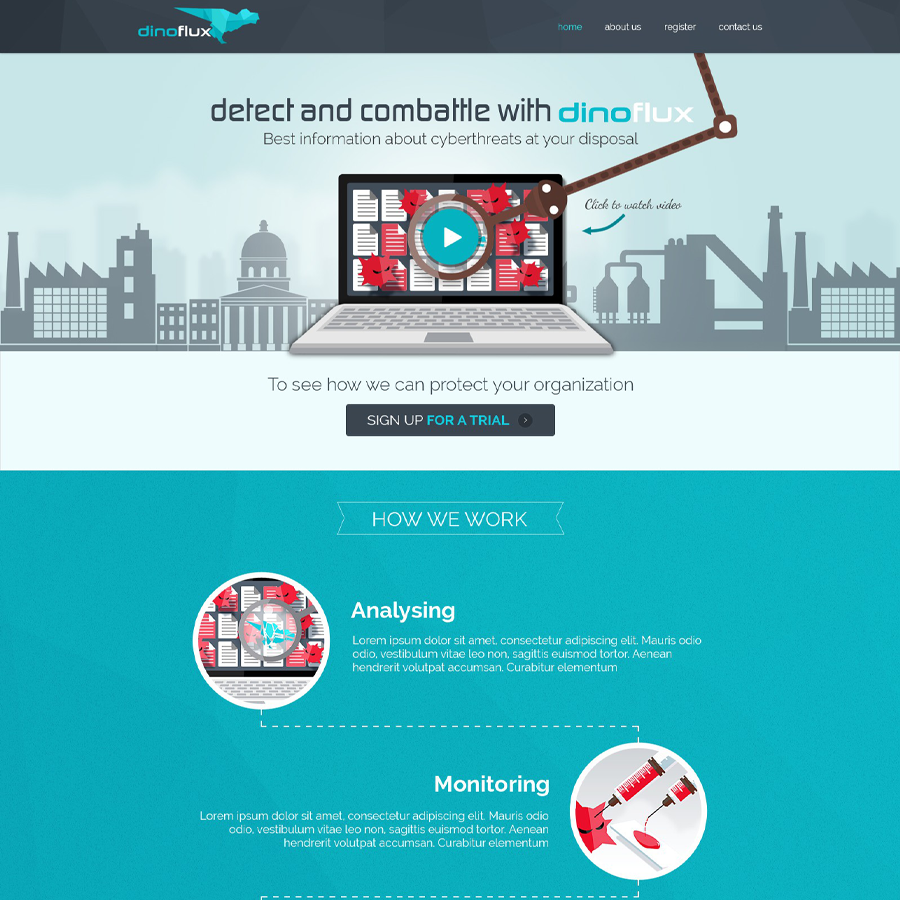 dinoflux
home about us register contact us
detect and combattle with dinoflux
Best information about cyberthreats at your disposal
Click to watch video
To see how we can protect your organization
SIGN UP FOR A TRIAL
HOW WE WORK
Analysing
Lorem ipsum dolor sit amet, consectetur adipiscing elit. Mauris odio
odio, vestibulum vitae leo non, sagittis euismod tortor. Aenean
hendrerit volutpat accumsan. Curabitur elementum
Monitoring
Lorem ipsum dolor sit amet, consectetur adipiscing elit. Mauris odio
odio, vestibulum vitae leo non, sagittis euismod tortor. Aenean
hendrerit volutpat accumsan. Curabitur elementum